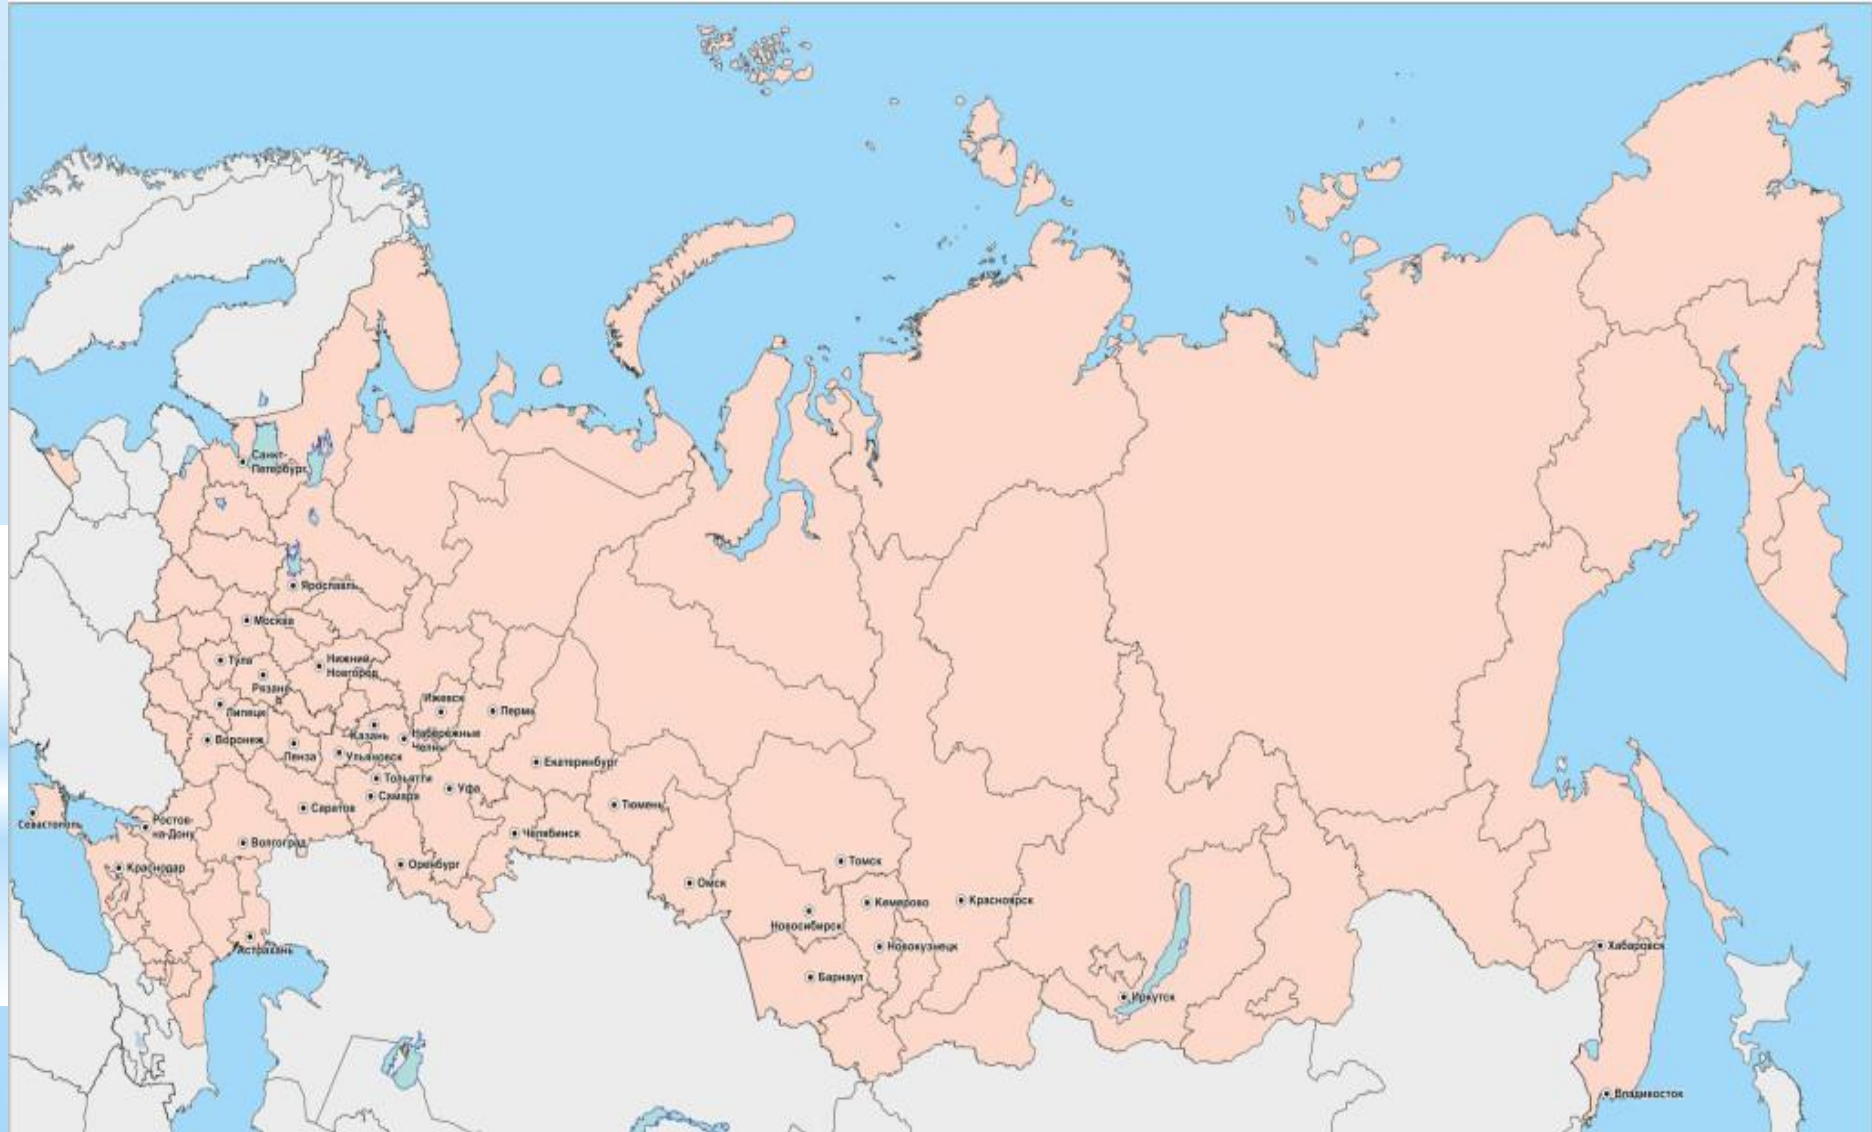 Санкт-
Петербург
Ярославль
Москва
Тула
Нижний
Новгород
Рязань
Ижевск
Липецк
Пермь
Казань
Набережные
Челны
Воронеж
Пенза
Ульяновск
Екатеринбург
Тольятти
Самара
Уфа
Саратов
Тюмень
Севастополь
Ростов-
на-Дону
Волгоград
Челябинск
Краснодар
Оренбург
Томск
Омск
Кемерово
Красноярск
Новосибирск
Астрахань
Новокузнецк
Хабаровск
Барнаул
Иркутск
Владивосток